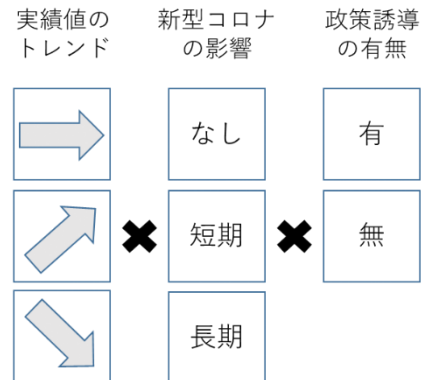 実績値の
トレンド
新型コロナ
の影響
政策誘導
の有無
なし
有
短期
無
長期